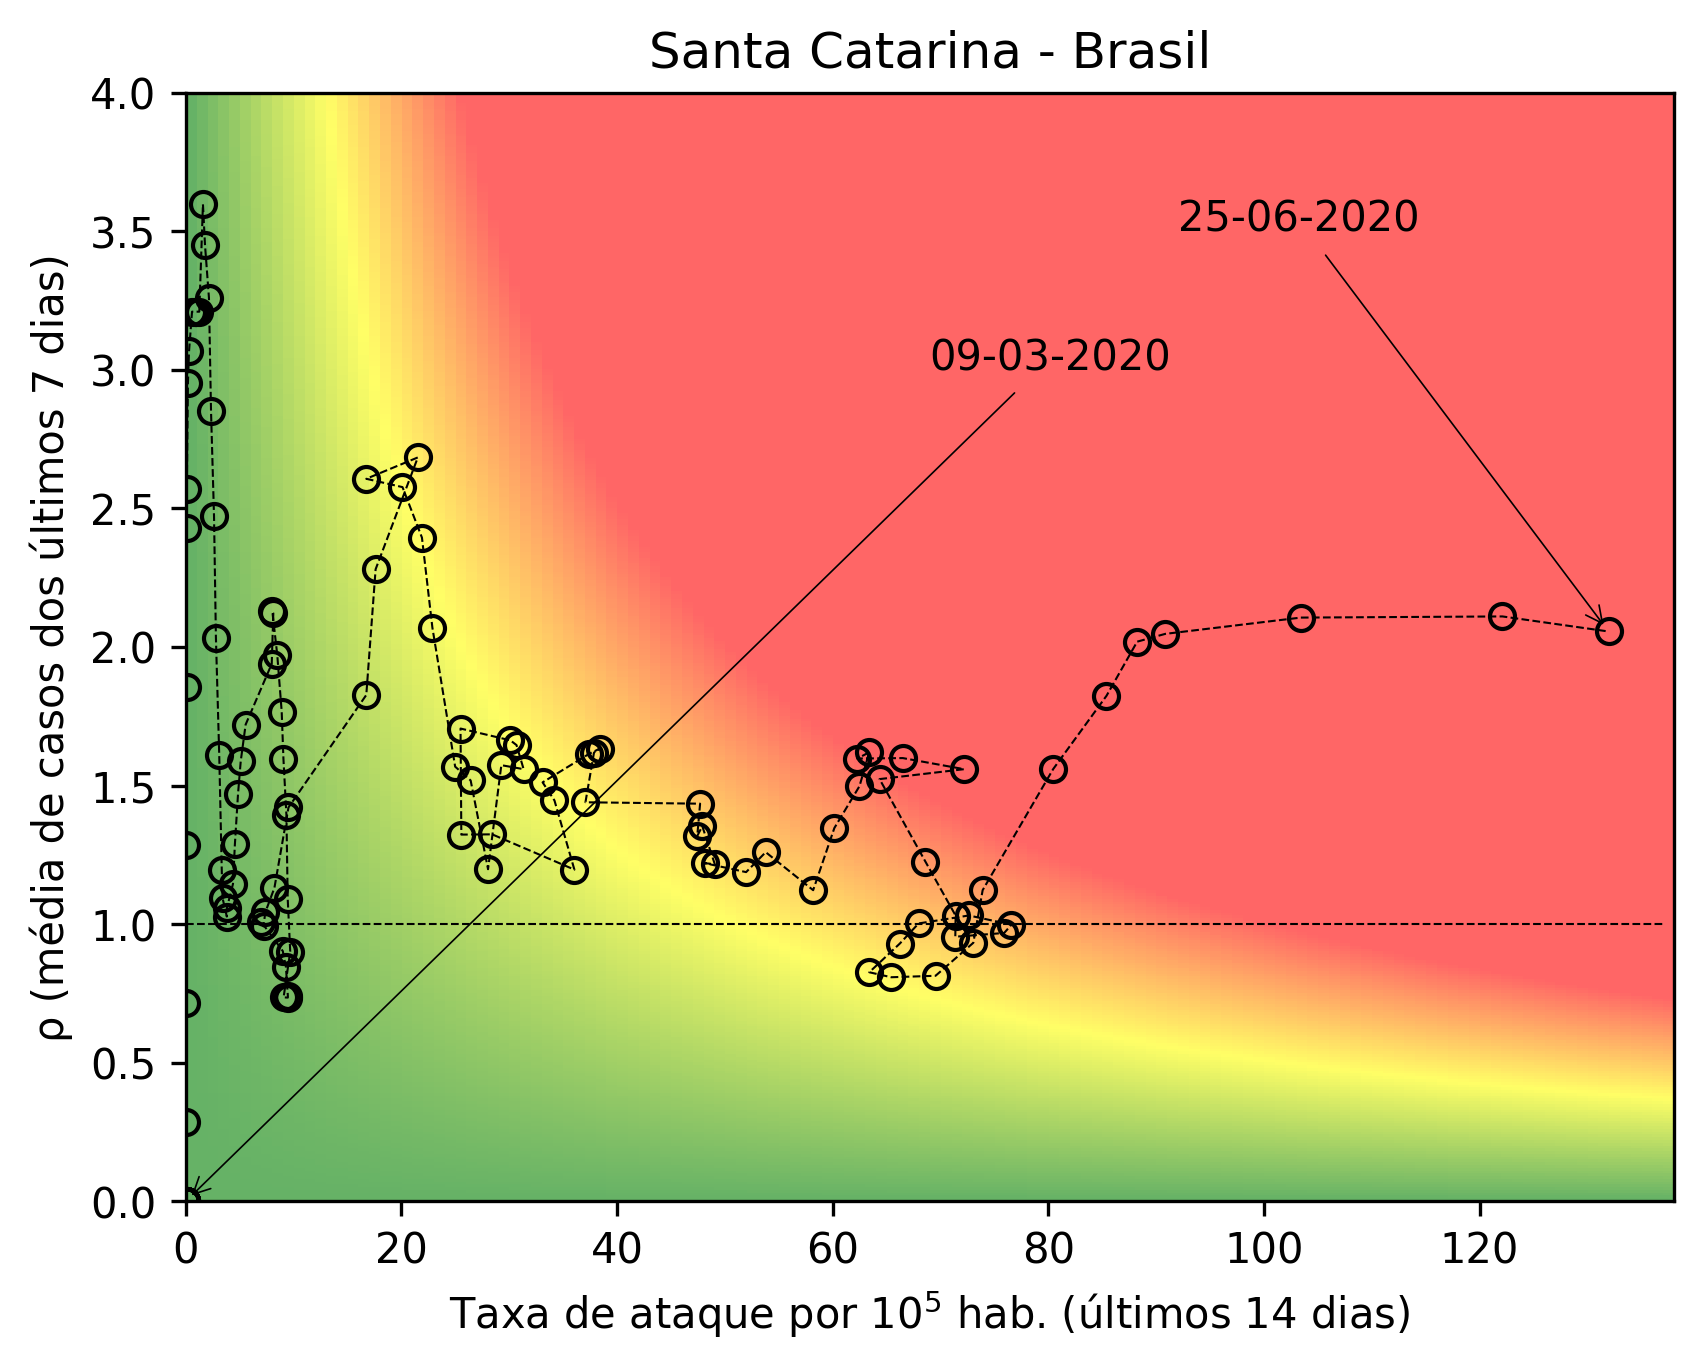 Santa Catarina - Brasil
4.0
3.5
3.0
2.5
2.0
1.5
1.0
0.5
0.0
ρ (média de casos dos últimos 7 dias)
25-06-2020
09-03-2020
0 20 40 60 80 100 120
Taxa de ataque por 10⁵ hab. (últimos 14 dias)